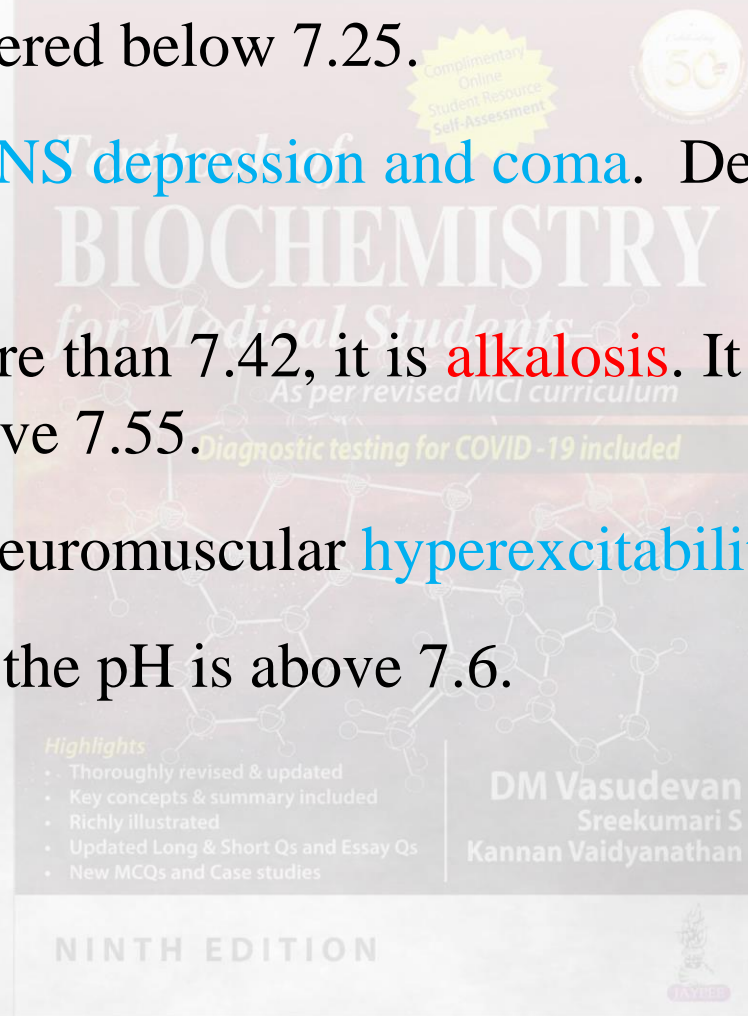 ered below 7.25.
Complimentary
Online
Student Resource
Self-Assessment
Celebrating
50
NS depression and coma. De
Textbook of
BIOCHEMISTRY
for Medical Students
re than 7.42, it is alkalosis. It
As per revised MCI curriculum
ve 7.55.
Diagnostic testing for COVID -19 included
euromuscular hyperexcitabili
the pH is above 7.6.
Highlights
• Thoroughly revised & updated
• Key concepts & summary included
• Richly illustrated
• Updated Long & Short Qs and Essay Qs
• New MCQs and Case studies
DM Vasudevan
Sreekumari S
Kannan Vaidyanathan
NINTH EDITION
JAYPEE